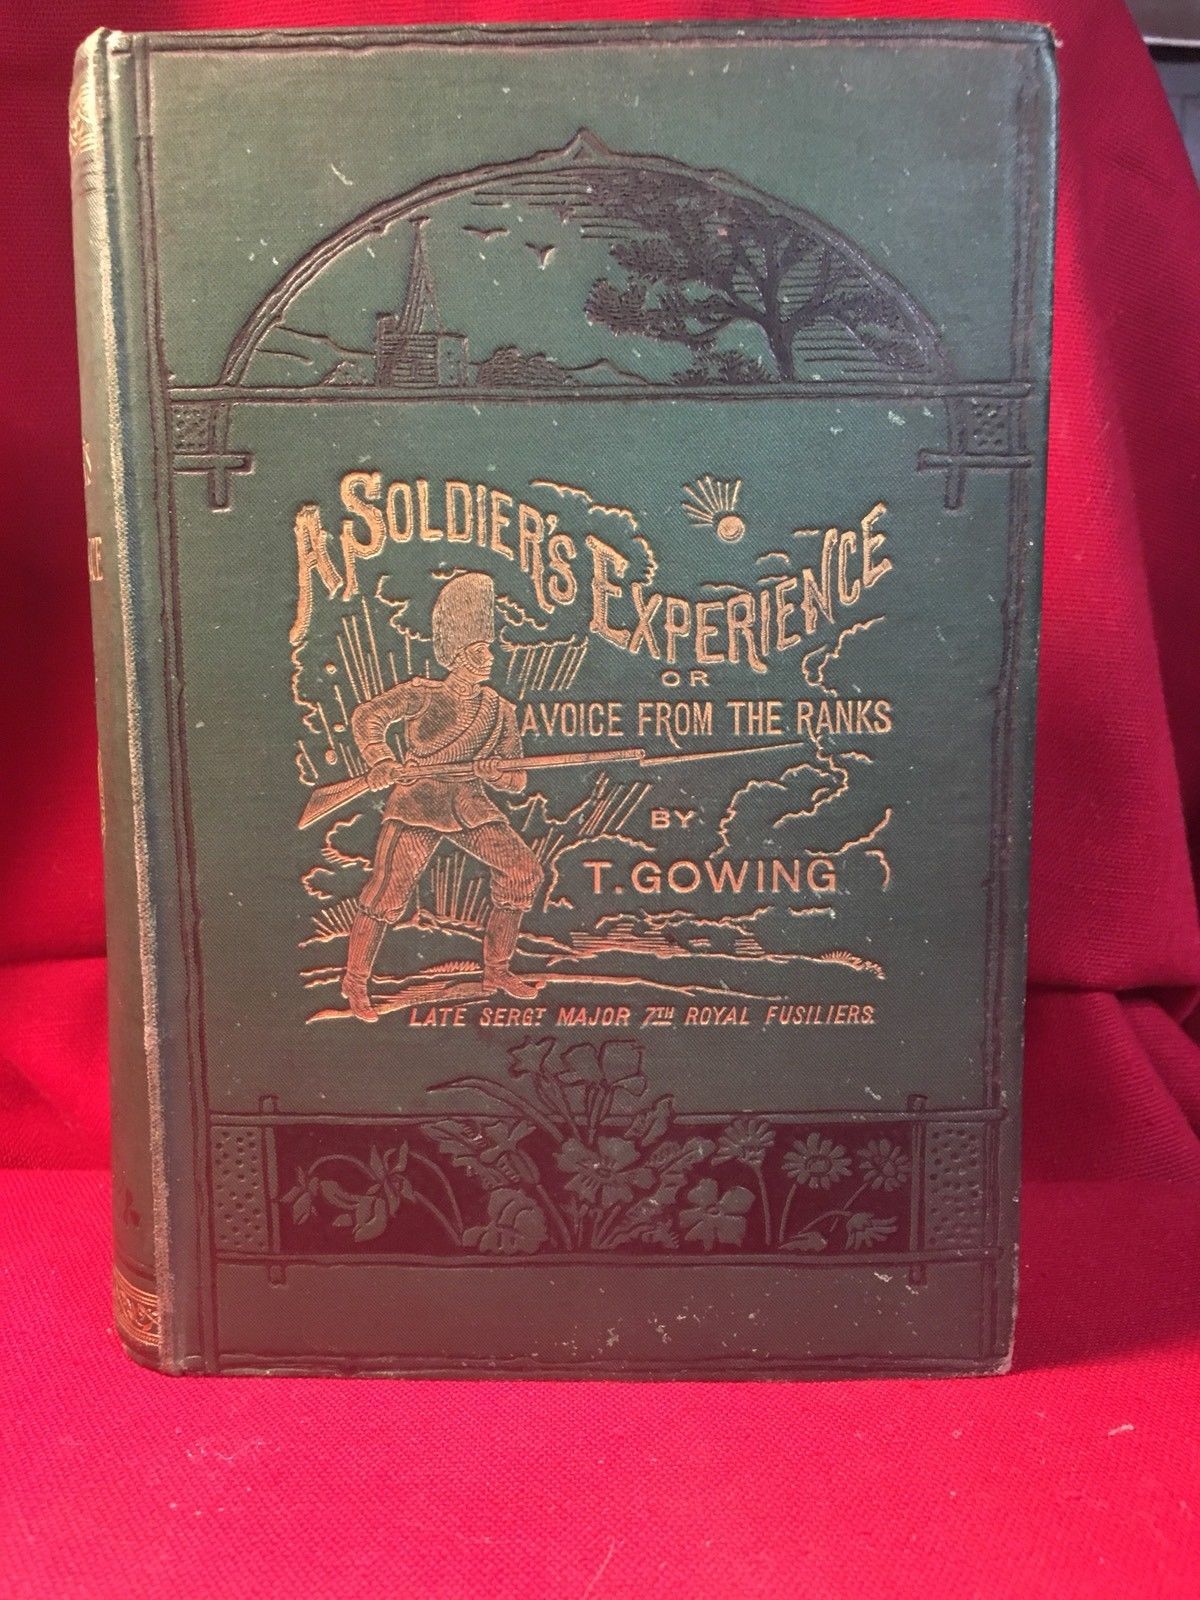 A SOLDIER'S
EXPERIENCE
OR
A VOICE FROM THE RANKS
BY
T. GOWING
LATE SERGT MAJOR 7TH ROYAL FUSILIERS.